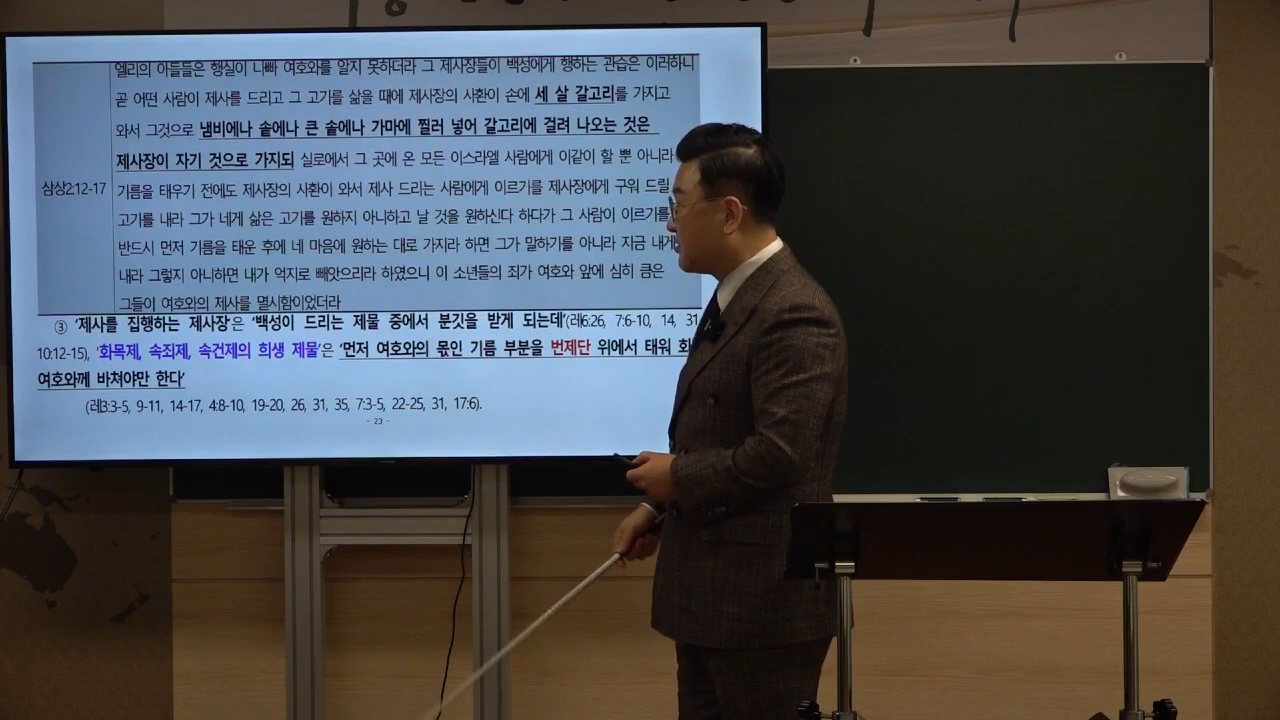 엘리의 아들들은 행실이 나빠 여호와를 알지 못하더라 그 제사장들이 백성에게 행하는 관습은 이러하니
곧 어떤 사람이 제사를 드리고 그 고기를 삶을 때에 제사장의 사환이 손에 세 살 갈고리를 가지고
와서 그것으로 냄비에나 솥에나 큰 솥에나 가마에 찔러 넣어 갈고리에 걸려 나오는 것은
제사장이 자기 것으로 가지되 실로에서 그 곳에 온 모든 이스라엘 사람에게 이같이 할 뿐 아니라
삼상2:12-17 기름을 태우기 전에도 제사장의 사환이 와서 제사 드리는 사람에게 이르기를 제사장에게 구워 드릴
고기를 내라 그가 네게 삶은 고기를 원하지 아니하고 날 것을 원하신다 하다가 그 사람이 이르기를
반드시 먼저 기름을 태운 후에 네 마음에 원하는 대로 가지라 하면 그가 말하기를 아니라 지금 내게
내라 그렇지 아니하면 내가 억지로 빼앗으리라 하였으니 이 소년들의 죄가 여호와 앞에 심히 큼은
그들이 여호와의 제사를 멸시함이었더라
③ '제사를 집행하는 제사장'은 '백성이 드리는 제물 중에서 분깃을 받게 되는데'(레6:26, 7:6-10, 14, 31
10:12-15), '화목제, 속죄제, 속건제의 희생 제물'은 '먼저 여호와의 몫인 기름 부분을 번제단 위에서 태워
여호와께 바쳐야만 한다'
(레3:3-5, 9-11, 14-17, 4:8-10, 19-20, 26, 31, 35, 7:3-5, 22-25, 31, 17:6).
- 23 -